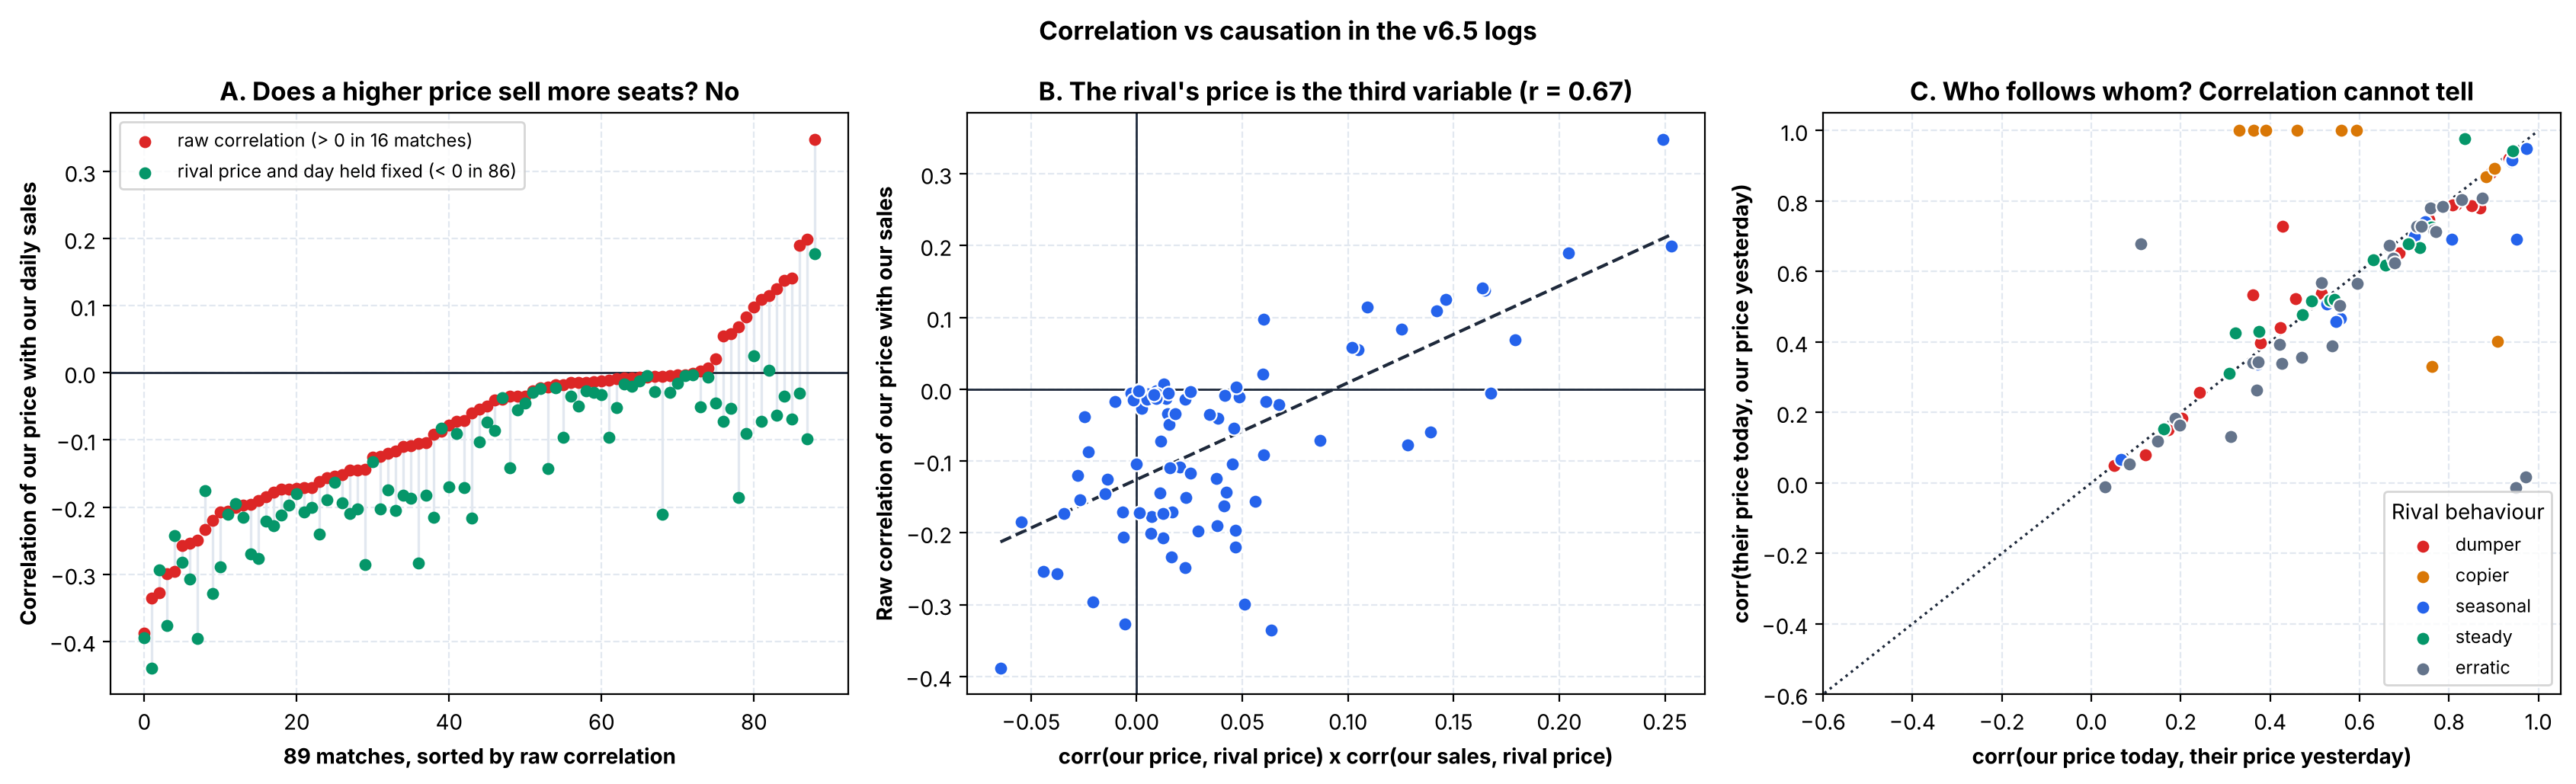 Correlation vs causation in the v6.5 logs
A. Does a higher price sell more seats? No
raw correlation (> 0 in 16 matches)
rival price and day held fixed (< 0 in 86)
Correlation of our price with our daily sales
0.3
0.2
0.1
0.0
−0.1
−0.2
−0.3
−0.4
0
20
40
60
80
89 matches, sorted by raw correlation
B. The rival's price is the third variable (r = 0.67)
Raw correlation of our price with our sales
0.3
0.2
0.1
0.0
−0.1
−0.2
−0.3
−0.4
−0.05
0.00
0.05
0.10
0.15
0.20
0.25
corr(our price, rival price) x corr(our sales, rival price)
C. Who follows whom? Correlation cannot tell
corr(their price today, our price yesterday)
1.0
0.8
0.6
0.4
0.2
0.0
−0.2
−0.4
−0.6
Rival behaviour
dumper
copier
seasonal
steady
erratic
−0.6
−0.4
−0.2
0.0
0.2
0.4
0.6
0.8
1.0
corr(our price today, their price yesterday)